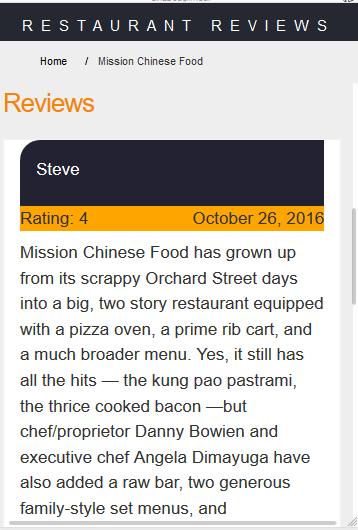 RESTAURANT REVIEWS
Home / Mission Chinese Food
Reviews
Steve
Rating: 4 October 26, 2016
Mission Chinese Food has grown up
from its scrappy Orchard Street days
into a big, two story restaurant equipped
with a pizza oven, a prime rib cart, and
a much broader menu. Yes, it still has
all the hits — the kung pao pastrami,
the thrice cooked bacon —but
chef/proprietor Danny Bowien and
executive chef Angela Dimayuga have
also added a raw bar, two generous
family-style set menus, and